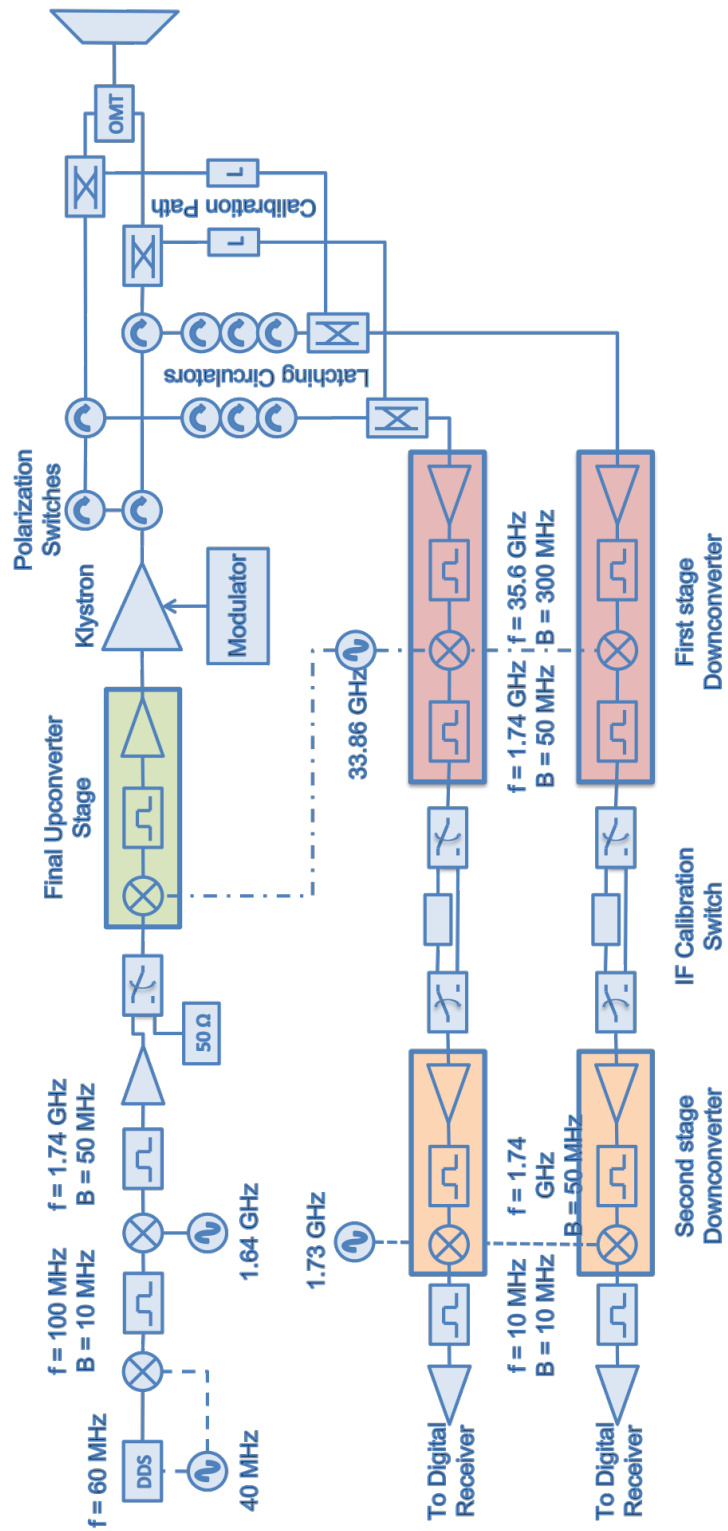 f = 60 MHz
DDS
40 MHz
f = 100 MHz
B = 10 MHz
1.64 GHz
f = 1.74 GHz
B = 50 MHz
50 Ω
Final Upconverter
Stage
Klystron
Modulator
Polarization
Switches
OMT
Latching Circulators
Calibration Path
L
L
33.86 GHz
f = 1.74 GHz
B = 50 MHz
f = 35.6 GHz
B = 300 MHz
1.73 GHz
f = 10 MHz
B = 10 MHz
f = 1.74
GHz
B = 50 MHz
To Digital
Receiver
To Digital
Receiver
Second stage
Downconverter
IF Calibration
Switch
First stage
Downconverter